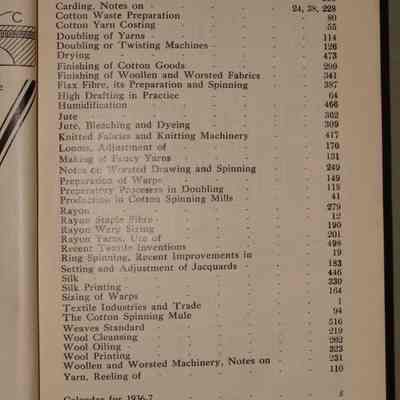 C
Carding, Notes on - - - - 24, 38, 228
Cotton Waste Preparation - - - - 80
Cotton Yarn Costing - - - - 55
Doubling of Yarns - - - - 114
Doubling or Twisting Machines - - - - 126
Drying - - - - 473
Finishing of Cotton Goods - - - -
Finishing of Woollen and Worsted Fabrics - - - 341
Flax Fibre, its Preparation and Spinning - - - 387
High Drafting in Practice - - - - 64
Humidification - - - - 466
Jute - - - - 302
Jute, Bleaching and Dyeing - - - - 309
Knitted Fabrics and Knitting Machinery - - - 417
Looms, Adjustment of - - - - 176
Making of Fancy Yarns - - - - 131
Notes on Worsted Drawing and Spinning - - - 249
Preparation of Warps - - - - 149
Preparatory Processes in Doubling - - - 118
Production in Cotton Spinning Mills - - - 41
Rayon - - - - 279
Rayon Staple Fibre - - - - 12
Rayon Warp Sizing - - - - 190
Rayon Yarns, Use of - - - - 201
Recent Textile Inventions - - - - 498
Ring Spinning, Recent Improvements in - - - 19
Setting and Adjustment of Jacquards - - - 183
Silk - - - - 446
Silk Printing - - - - 330
Sizing of Warps - - - - 164
Textile Industries and Trade - - - - 1
The Cotton Spinning Mule - - - - 94
Weaves Standard - - - - 516
Wool Cleansing - - - - 219
Wool Oiling - - - - 262
Wool Printing - - - - 323
Woollen and Worsted Machinery, Notes on - - - 231
Yarn, Reeling of - - - - 110
Calendar for 1936-7